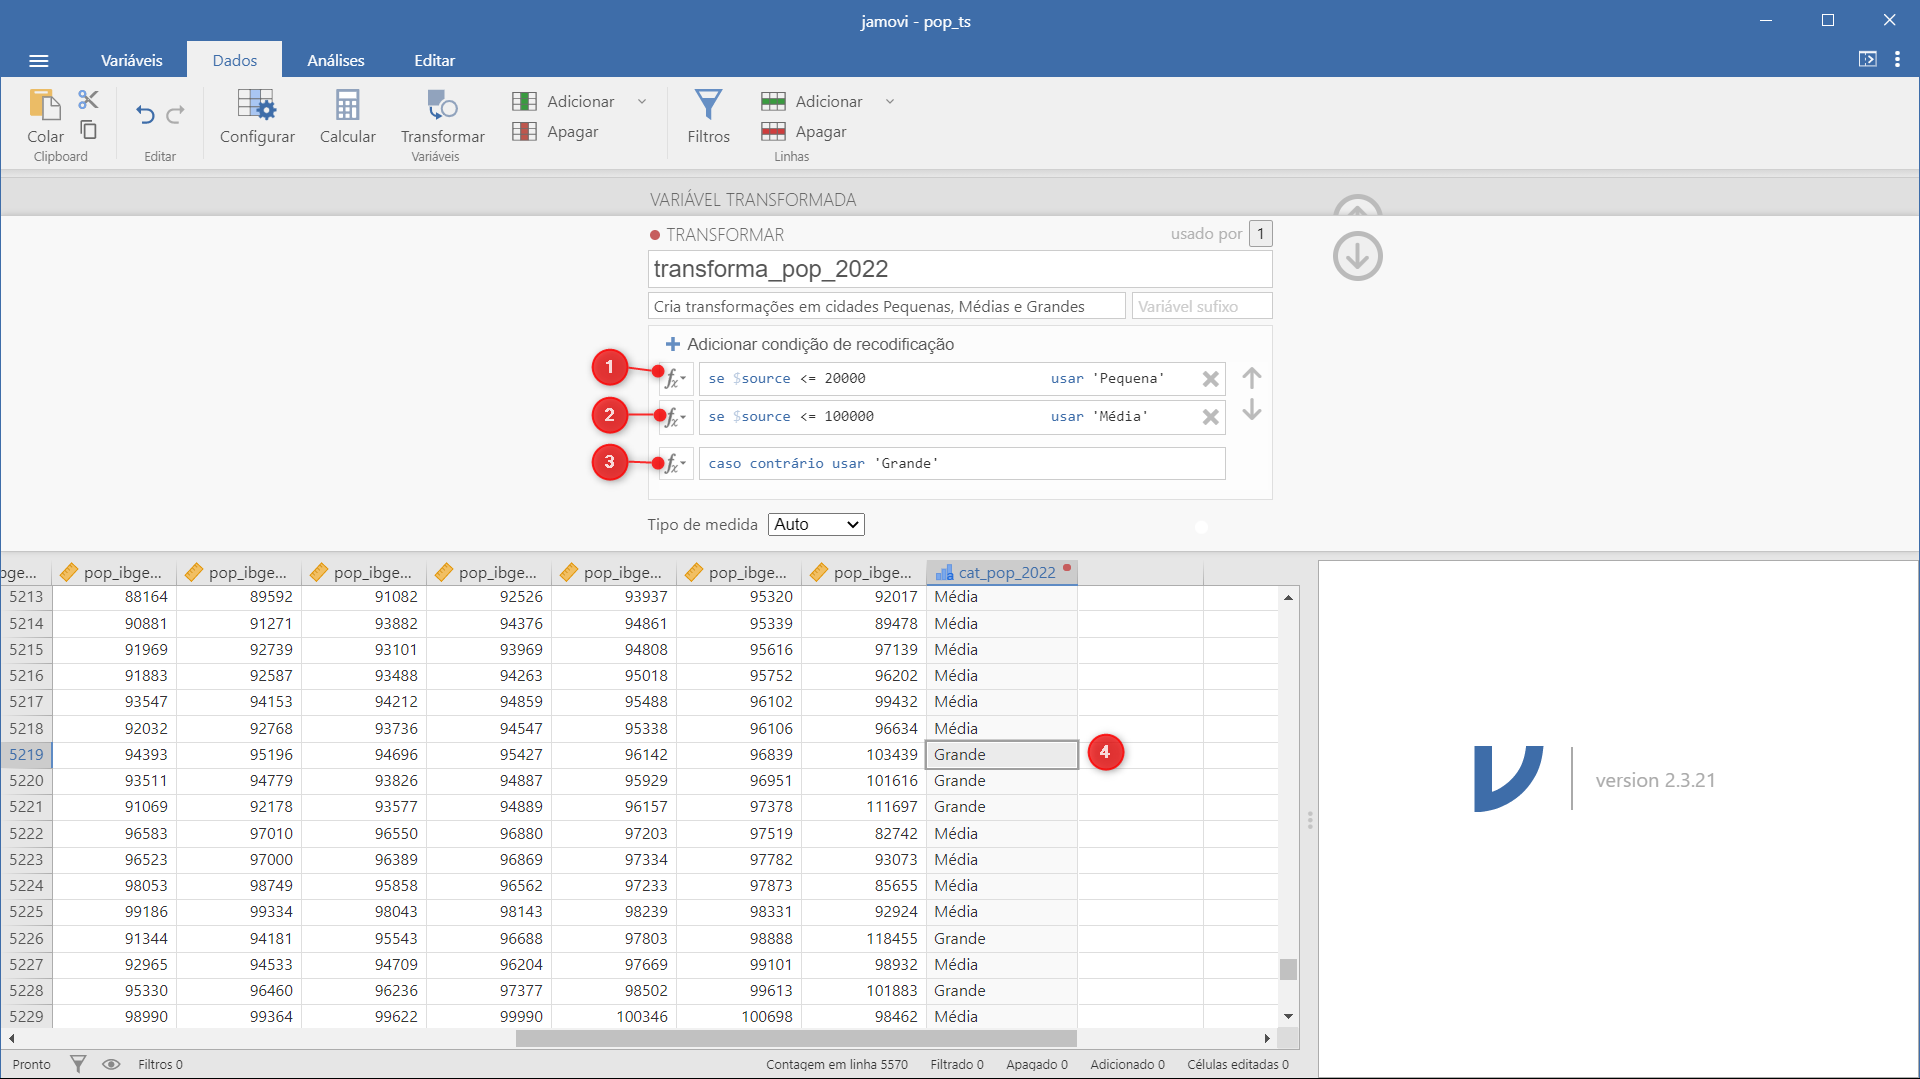 jamovi - pop_ts
Variáveis Dados Análises Editar
Colar Configurar Calcular Transformar Adicionar Apagar Filtros Adicionar Apagar
Clipboard Editar Variáveis Linhas
VARIÁVEL TRANSFORMADA
TRANSFORMAR usado por 1
transforma_pop_2022
Cria transformações em cidades Pequenas, Médias e Grandes Variável sufixo
Adicionar condição de recodificação
1 fx se $source <= 20000 usar 'Pequena'
2 fx se $source <= 100000 usar 'Média'
3 fx caso contrário usar 'Grande'
Tipo de medida Auto
oge... pop_ibge... pop_ibge... pop_ibge... pop_ibge... pop_ibge... pop_ibge... pop_ibge... cat_pop_2022
5213 88164 89592 91082 92526 93937 95320 92017 Média
5214 90881 91271 93882 94376 94861 95339 89478 Média
5215 91969 92739 93101 93969 94808 95616 97139 Média
5216 91883 92587 93488 94263 95018 95752 96202 Média
5217 93547 94153 94212 94859 95488 96102 99432 Média
5218 92032 92768 93736 94547 95338 96106 96634 Média
5219 94393 95196 94696 95427 96142 96839 103439 Grande 4
5220 93511 94779 93826 94887 95929 96951 101616 Grande
5221 91069 92178 93577 94889 96157 97378 111697 Grande
5222 96583 97010 96550 96880 97203 97519 82742 Média
5223 96523 97000 96389 96869 97334 97782 93073 Média
5224 98053 98749 95858 96562 97233 97873 85655 Média
5225 99186 99334 98043 98143 98239 98331 92924 Média
5226 91344 94181 95543 96688 97803 98888 118455 Grande
5227 92965 94533 94709 96204 97669 99101 98932 Média
5228 95330 96460 96236 97377 98502 99613 101883 Grande
5229 98990 99364 99622 99990 100346 100698 98462 Média
version 2.3.21
Pronto Filtros 0 Contagem em linha 5570 Filtrado 0 Apagado 0 Adicionado 0 Células editadas 0